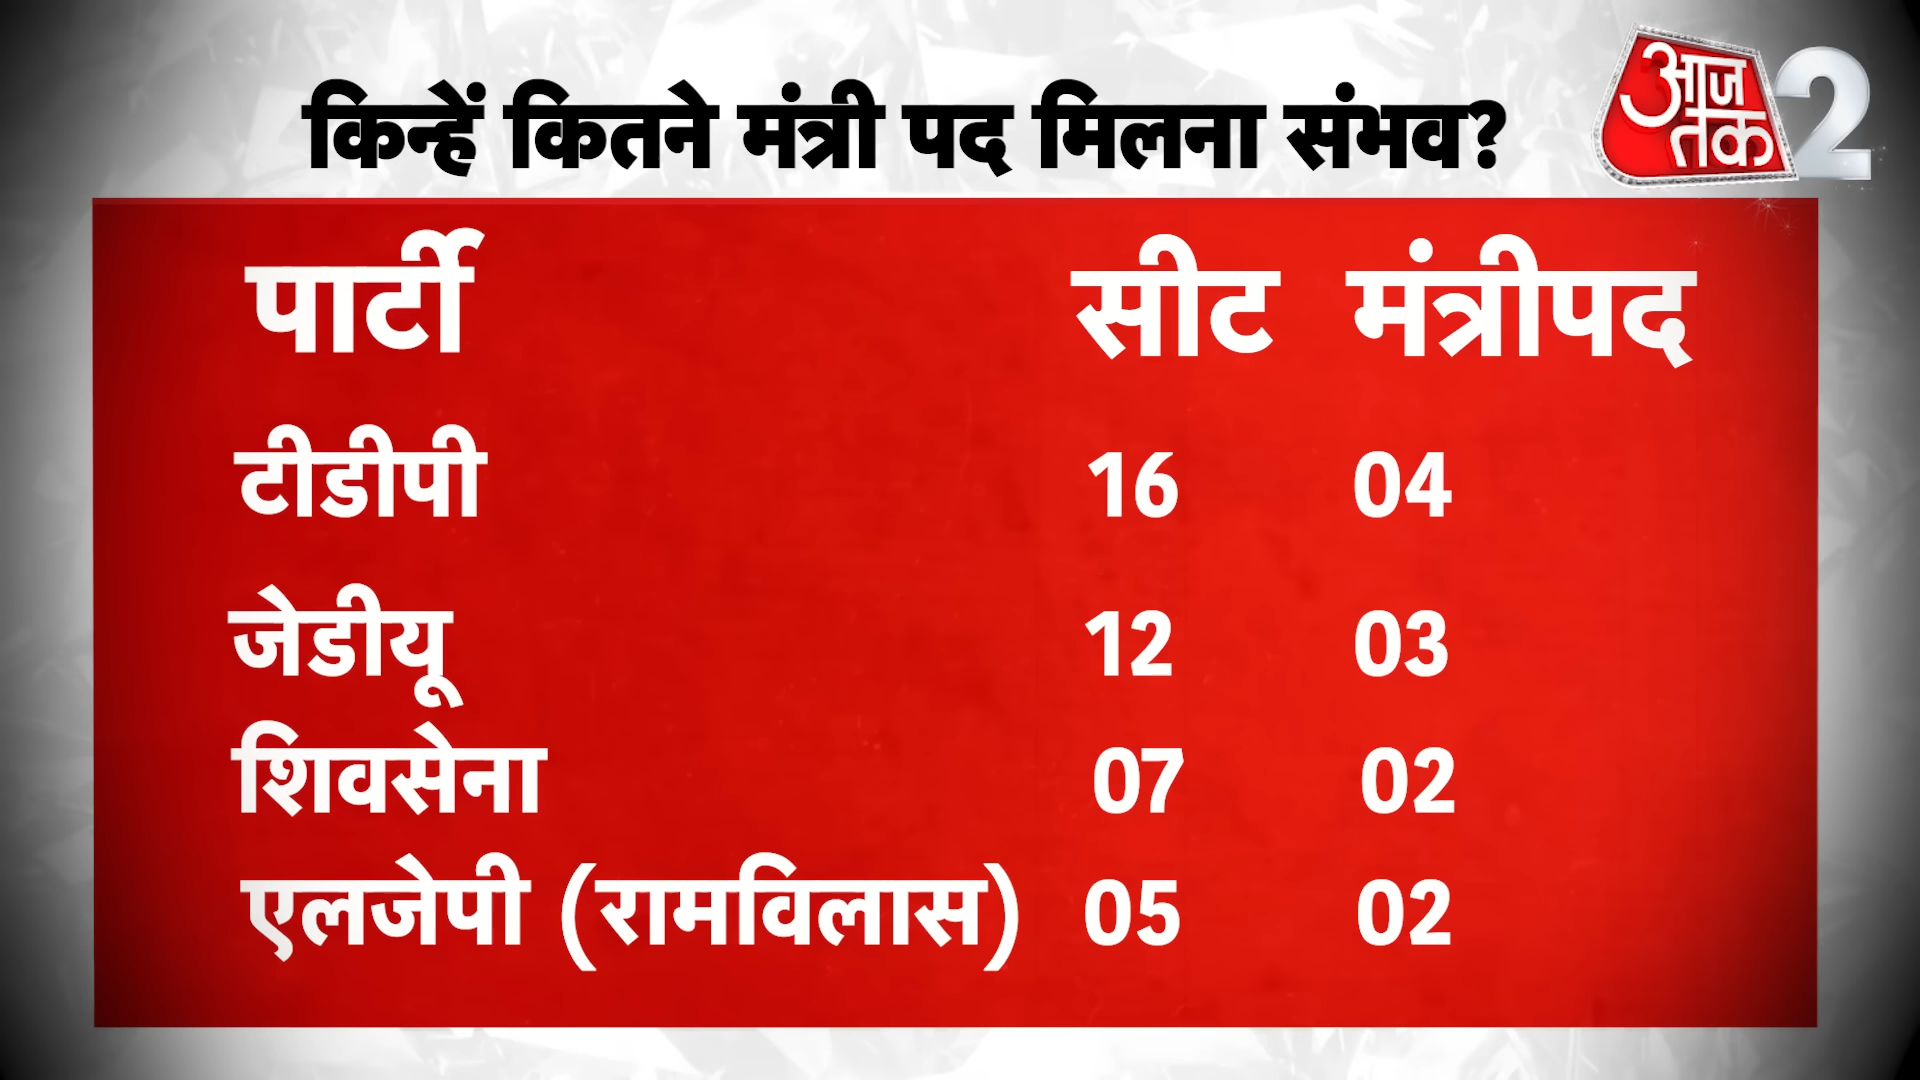 किन्हें कितने मंत्री पद मिलना संभव?
आज तक 2
पार्टी सीट मंत्रीपद
टीडीपी 16 04
जेडीयू 12 03
शिवसेना 07 02
एलजेपी (रामविलास) 05 02